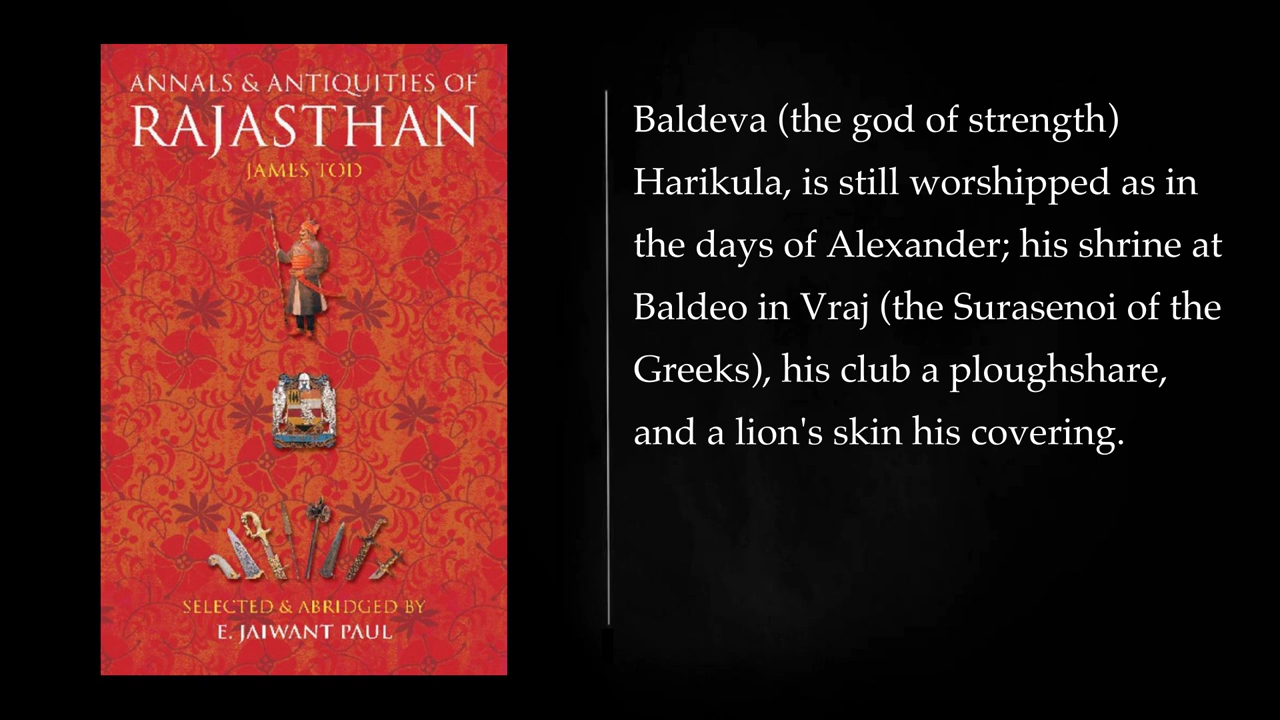 ANNALS & ANTIQUITIES OF
RAJASTHAN
JAMES TOD
SELECTED & ABRIDGED BY
E. JAIWANT PAUL
Baldeva (the god of strength)
Harikula, is still worshipped as in
the days of Alexander; his shrine at
Baldeo in Vraj (the Surasenoi of the
Greeks), his club a ploughshare,
and a lion's skin his covering.